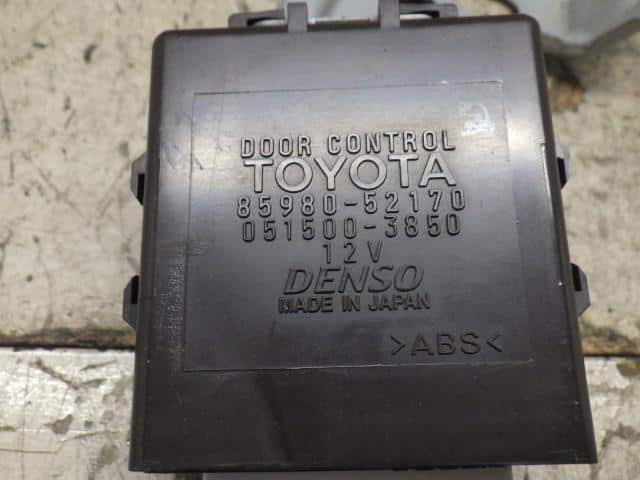 DOOR CONTROL
TOYOTA
85980-52170
051500-3850
12V
DENSO
MADE IN JAPAN
>ABS<